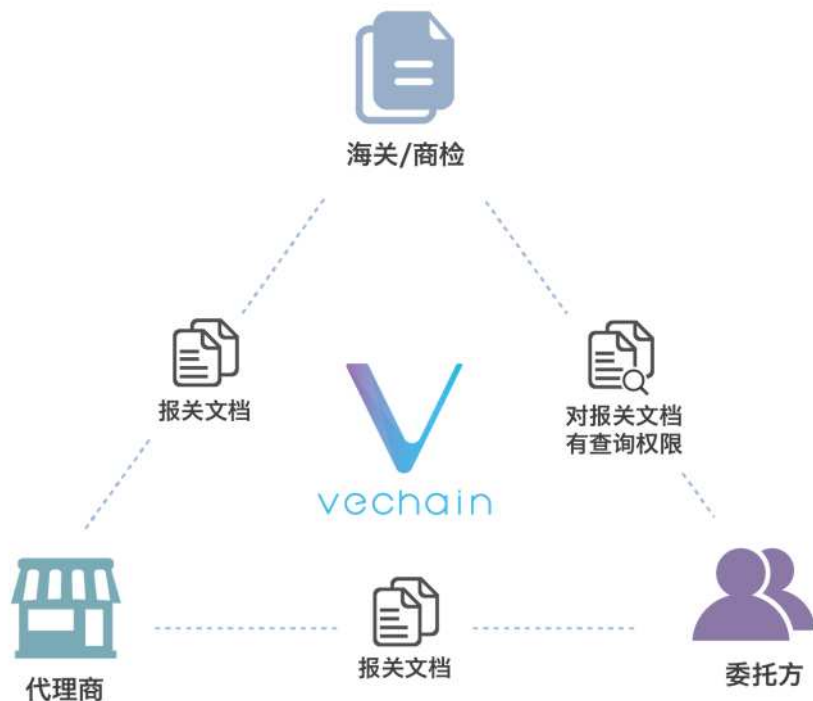 海关/商检
报关文档
对报关文档
有查询权限
vechain
报关文档
代理商
委托方